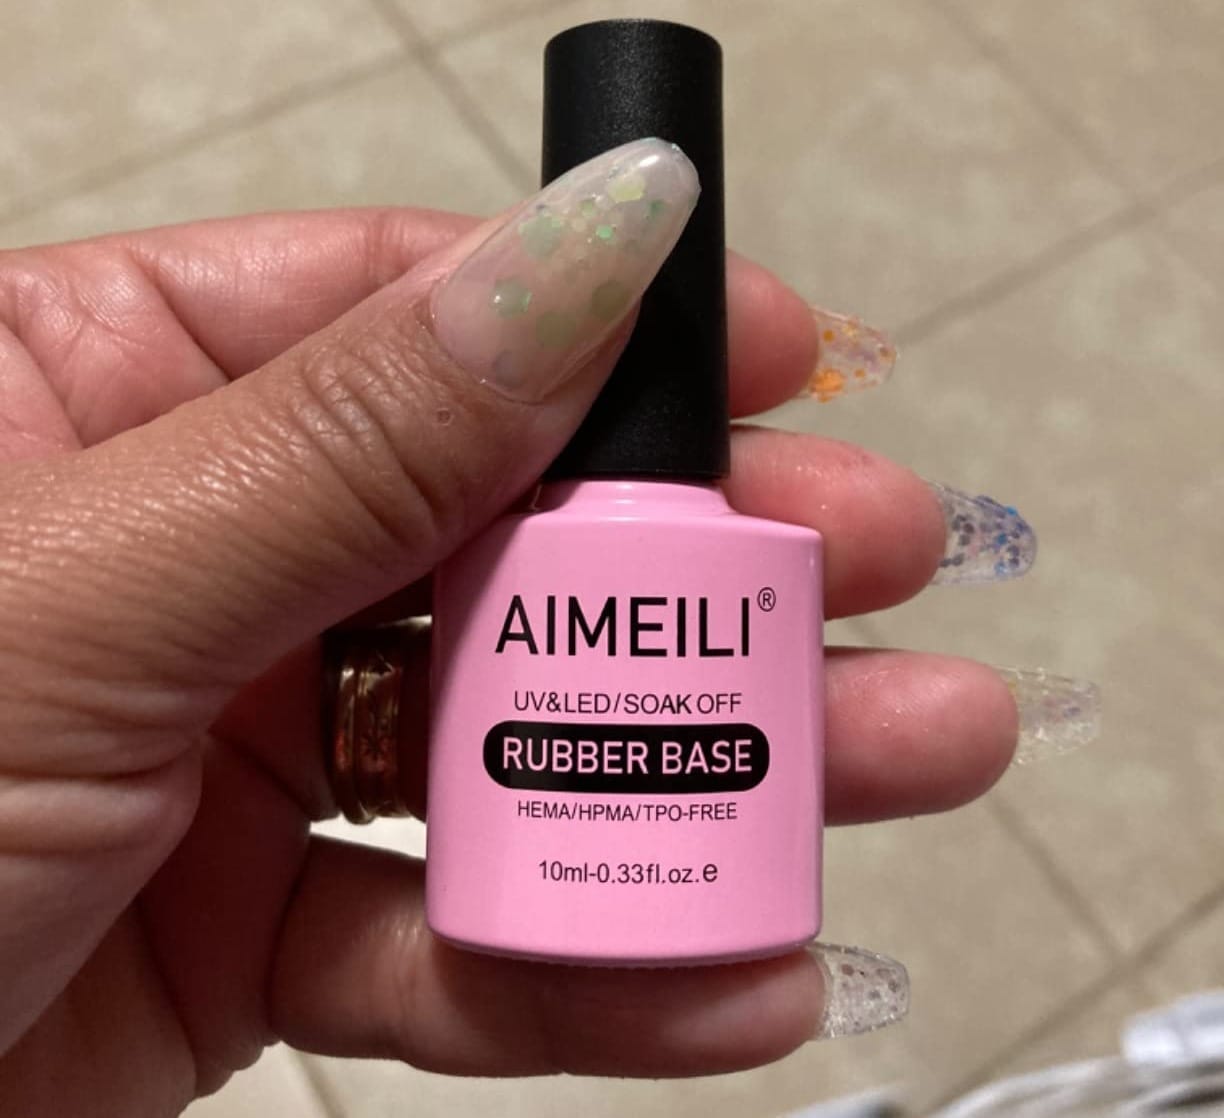 AIMEILI®
UV&LED/SOAK OFF
RUBBER BASE
HEMA/HPMA/TPO-FREE
10ml-0.33fl.oz.e